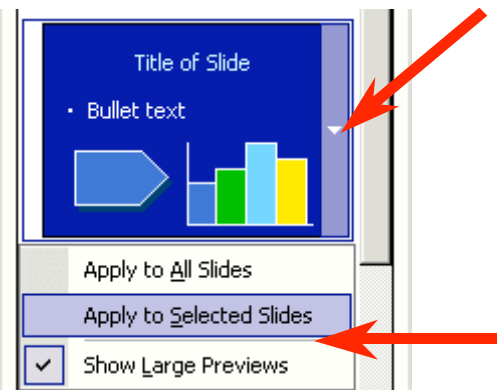 Title of Slide
• Bullet text
Apply to All Slides
Apply to Selected Slides
Show Large Previews